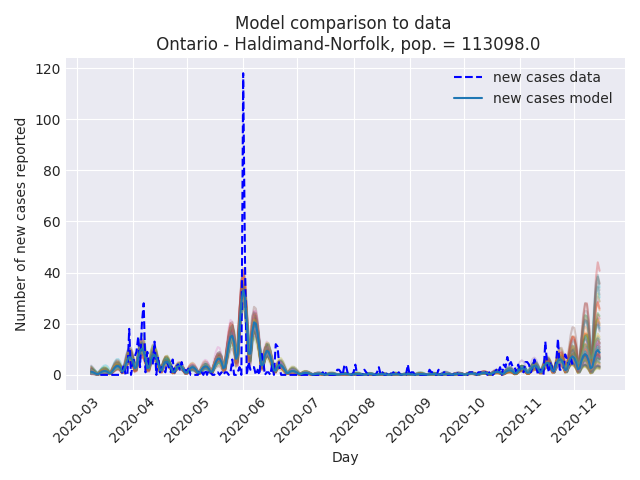 Model comparison to data
Ontario - Haldimand-Norfolk, pop. = 113098.0
new cases data
new cases model
Number of new cases reported
120
100
80
60
40
20
0
2020-03
2020-04
2020-05
2020-06
2020-07
2020-08
2020-09
2020-10
2020-11
2020-12
Day